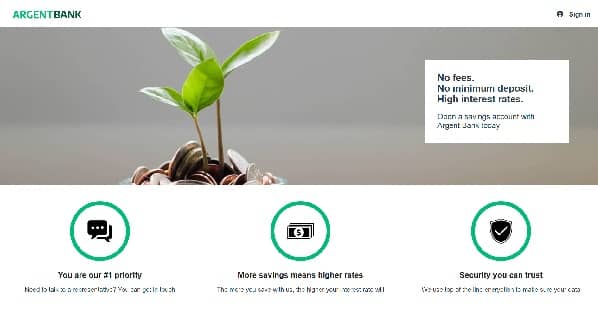 ARGENTBANK
Sign in
No fees.
No minimum deposit.
High interest rates.
Open a savings account with
Argent Bank today
$
You are our #1 priority
More savings means higher rates
Security you can trust
Need to talk to a representative? You can get in touch
The more you save with us, the higher your interest rate will
We use top of the line encryption to make sure your data